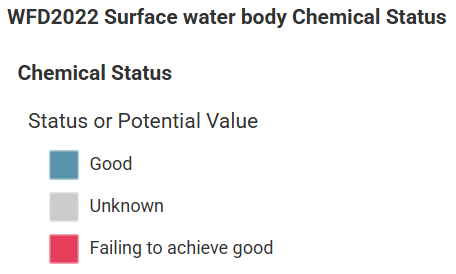 WFD2022 Surface water body Chemical Status
Chemical Status
Status or Potential Value
Good
Unknown
Failing to achieve good